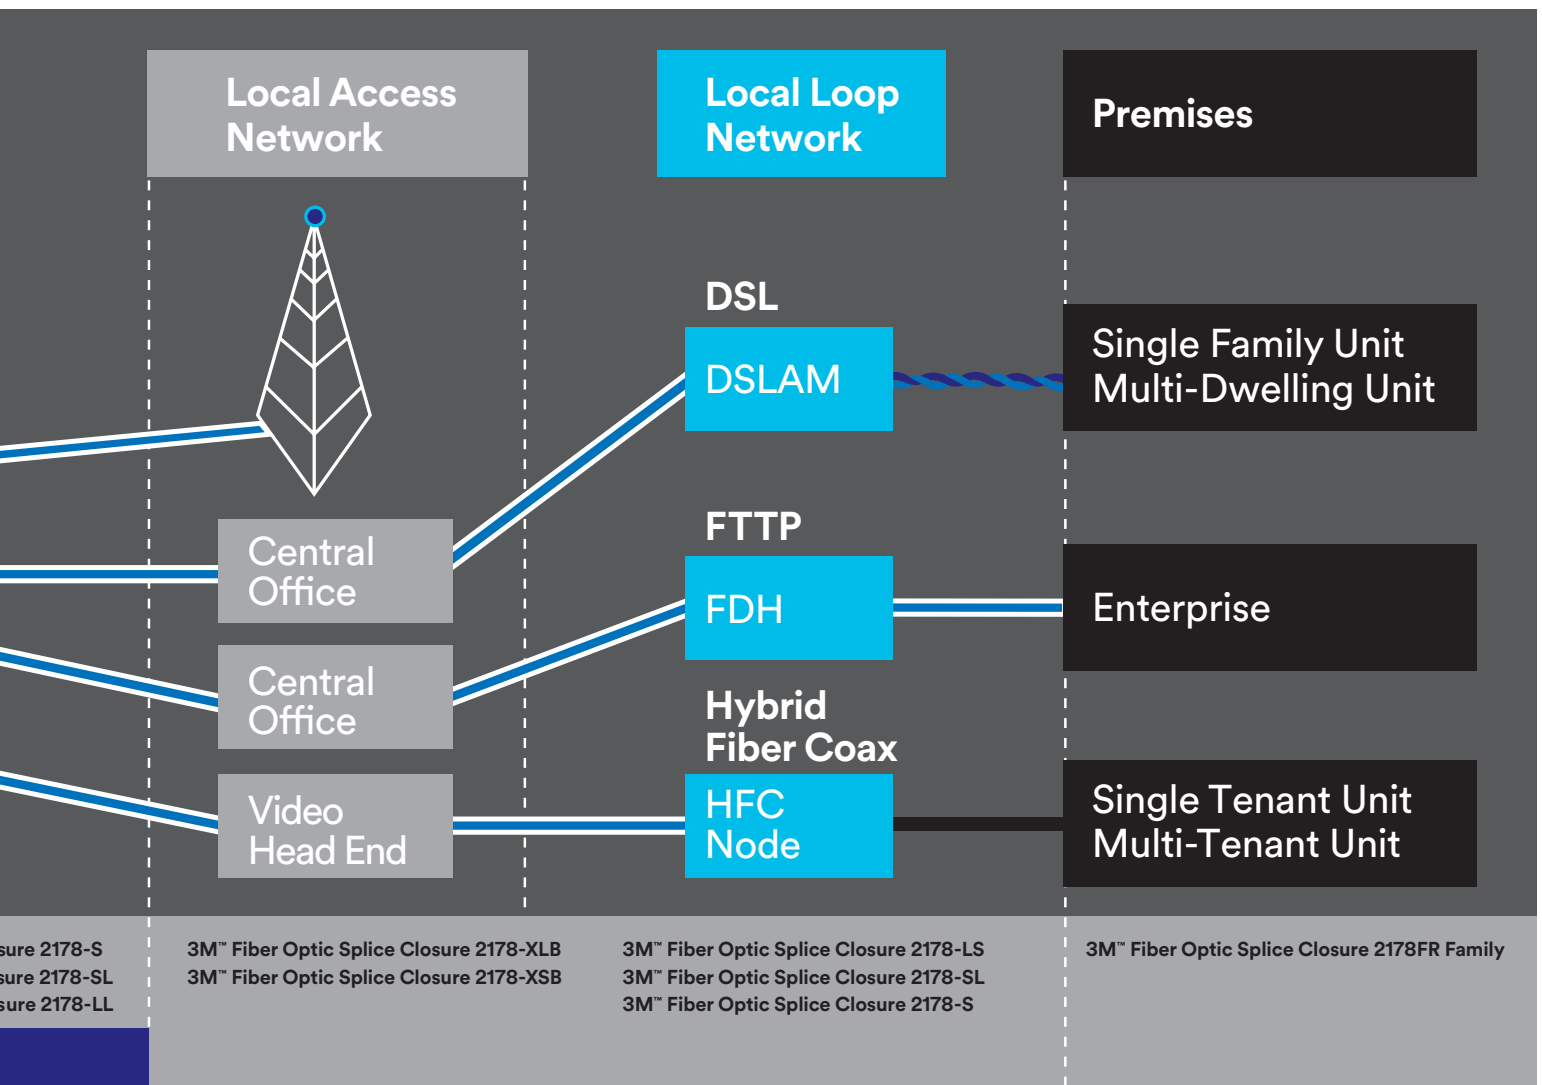 Local Access
Network
Local Loop
Network
Premises
DSL
DSLAM
Single Family Unit
Multi-Dwelling Unit
Central
Office
FTTP
FDH
Enterprise
Central
Office
Hybrid
Fiber Coax
Video
Head End
HFC
Node
Single Tenant Unit
Multi-Tenant Unit
sure 2178-S
sure 2178-SL
sure 2178-LL
3M™ Fiber Optic Splice Closure 2178-XLB
3M™ Fiber Optic Splice Closure 2178-XSB
3M™ Fiber Optic Splice Closure 2178-LS
3M™ Fiber Optic Splice Closure 2178-SL
3M™ Fiber Optic Splice Closure 2178-S
3M™ Fiber Optic Splice Closure 2178FR Family